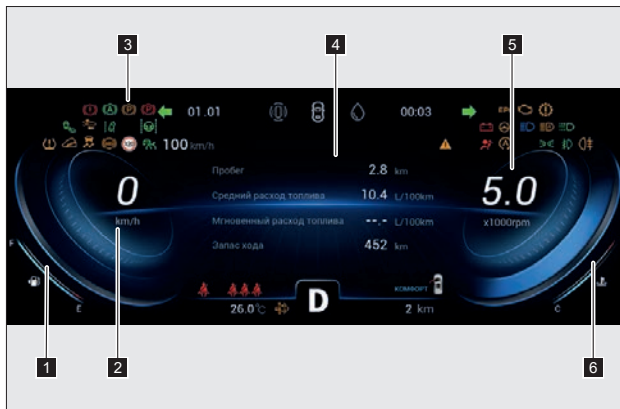 3
4
5
01.01
00:03
EPC
100 km/h
Пробег 2.8 km
0
Средний расход топлива 10.4 L/100km
5.0
km/h
Мгновенный расход топлива --.- L/100km
x1000rpm
Запас хода 452 km
F
КОМФОРТ
D
26.0°C
2 km
E
C
1
2
6